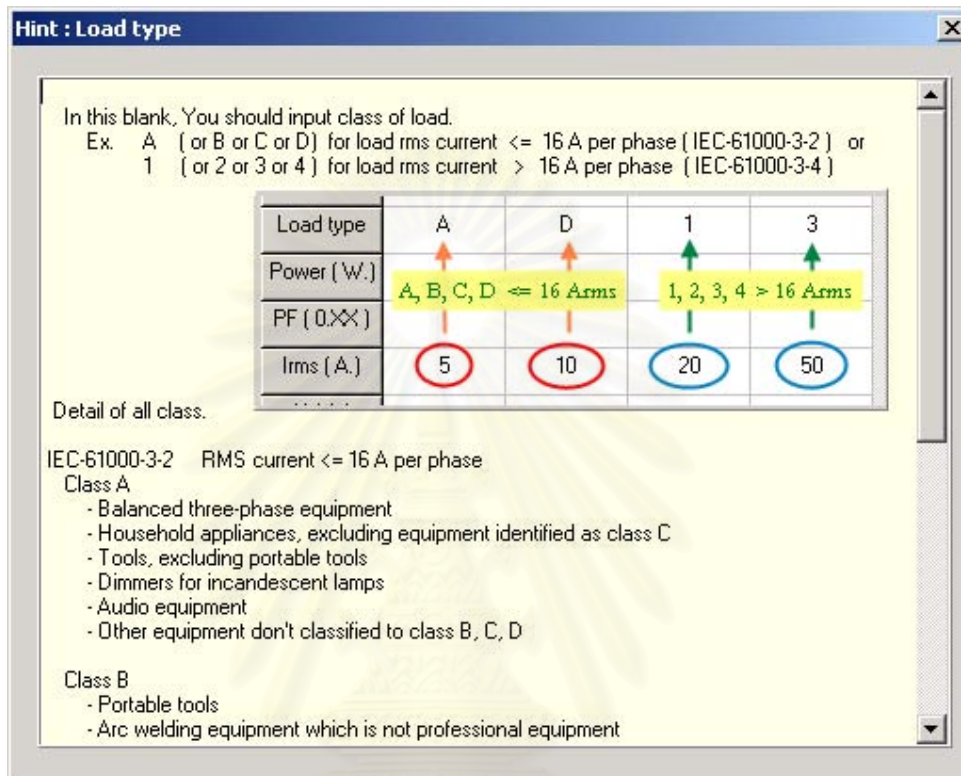 Hint : Load type
In this blank, You should input class of load.
Ex. A ( or B or C or D) for load rms current <= 16 A per phase ( IEC-61000-3-2 ) or
1 ( or 2 or 3 or 4 ) for load rms current > 16 A per phase ( IEC-61000-3-4 )
Load type A D 1 3
Power ( W.)
A, B, C, D <= 16 Arms 1, 2, 3, 4 > 16 Arms
PF ( 0.XX )
Irms ( A.) 5 10 20 50
Detail of all class.
IEC-61000-3-2 RMS current <= 16 A per phase
Class A
- Balanced three-phase equipment
- Household appliances, excluding equipment identified as class C
- Tools, excluding portable tools
- Dimmers for incandescent lamps
- Audio equipment
- Other equipment don't classified to class B, C, D
Class B
- Portable tools
- Arc welding equipment which is not professional equipment